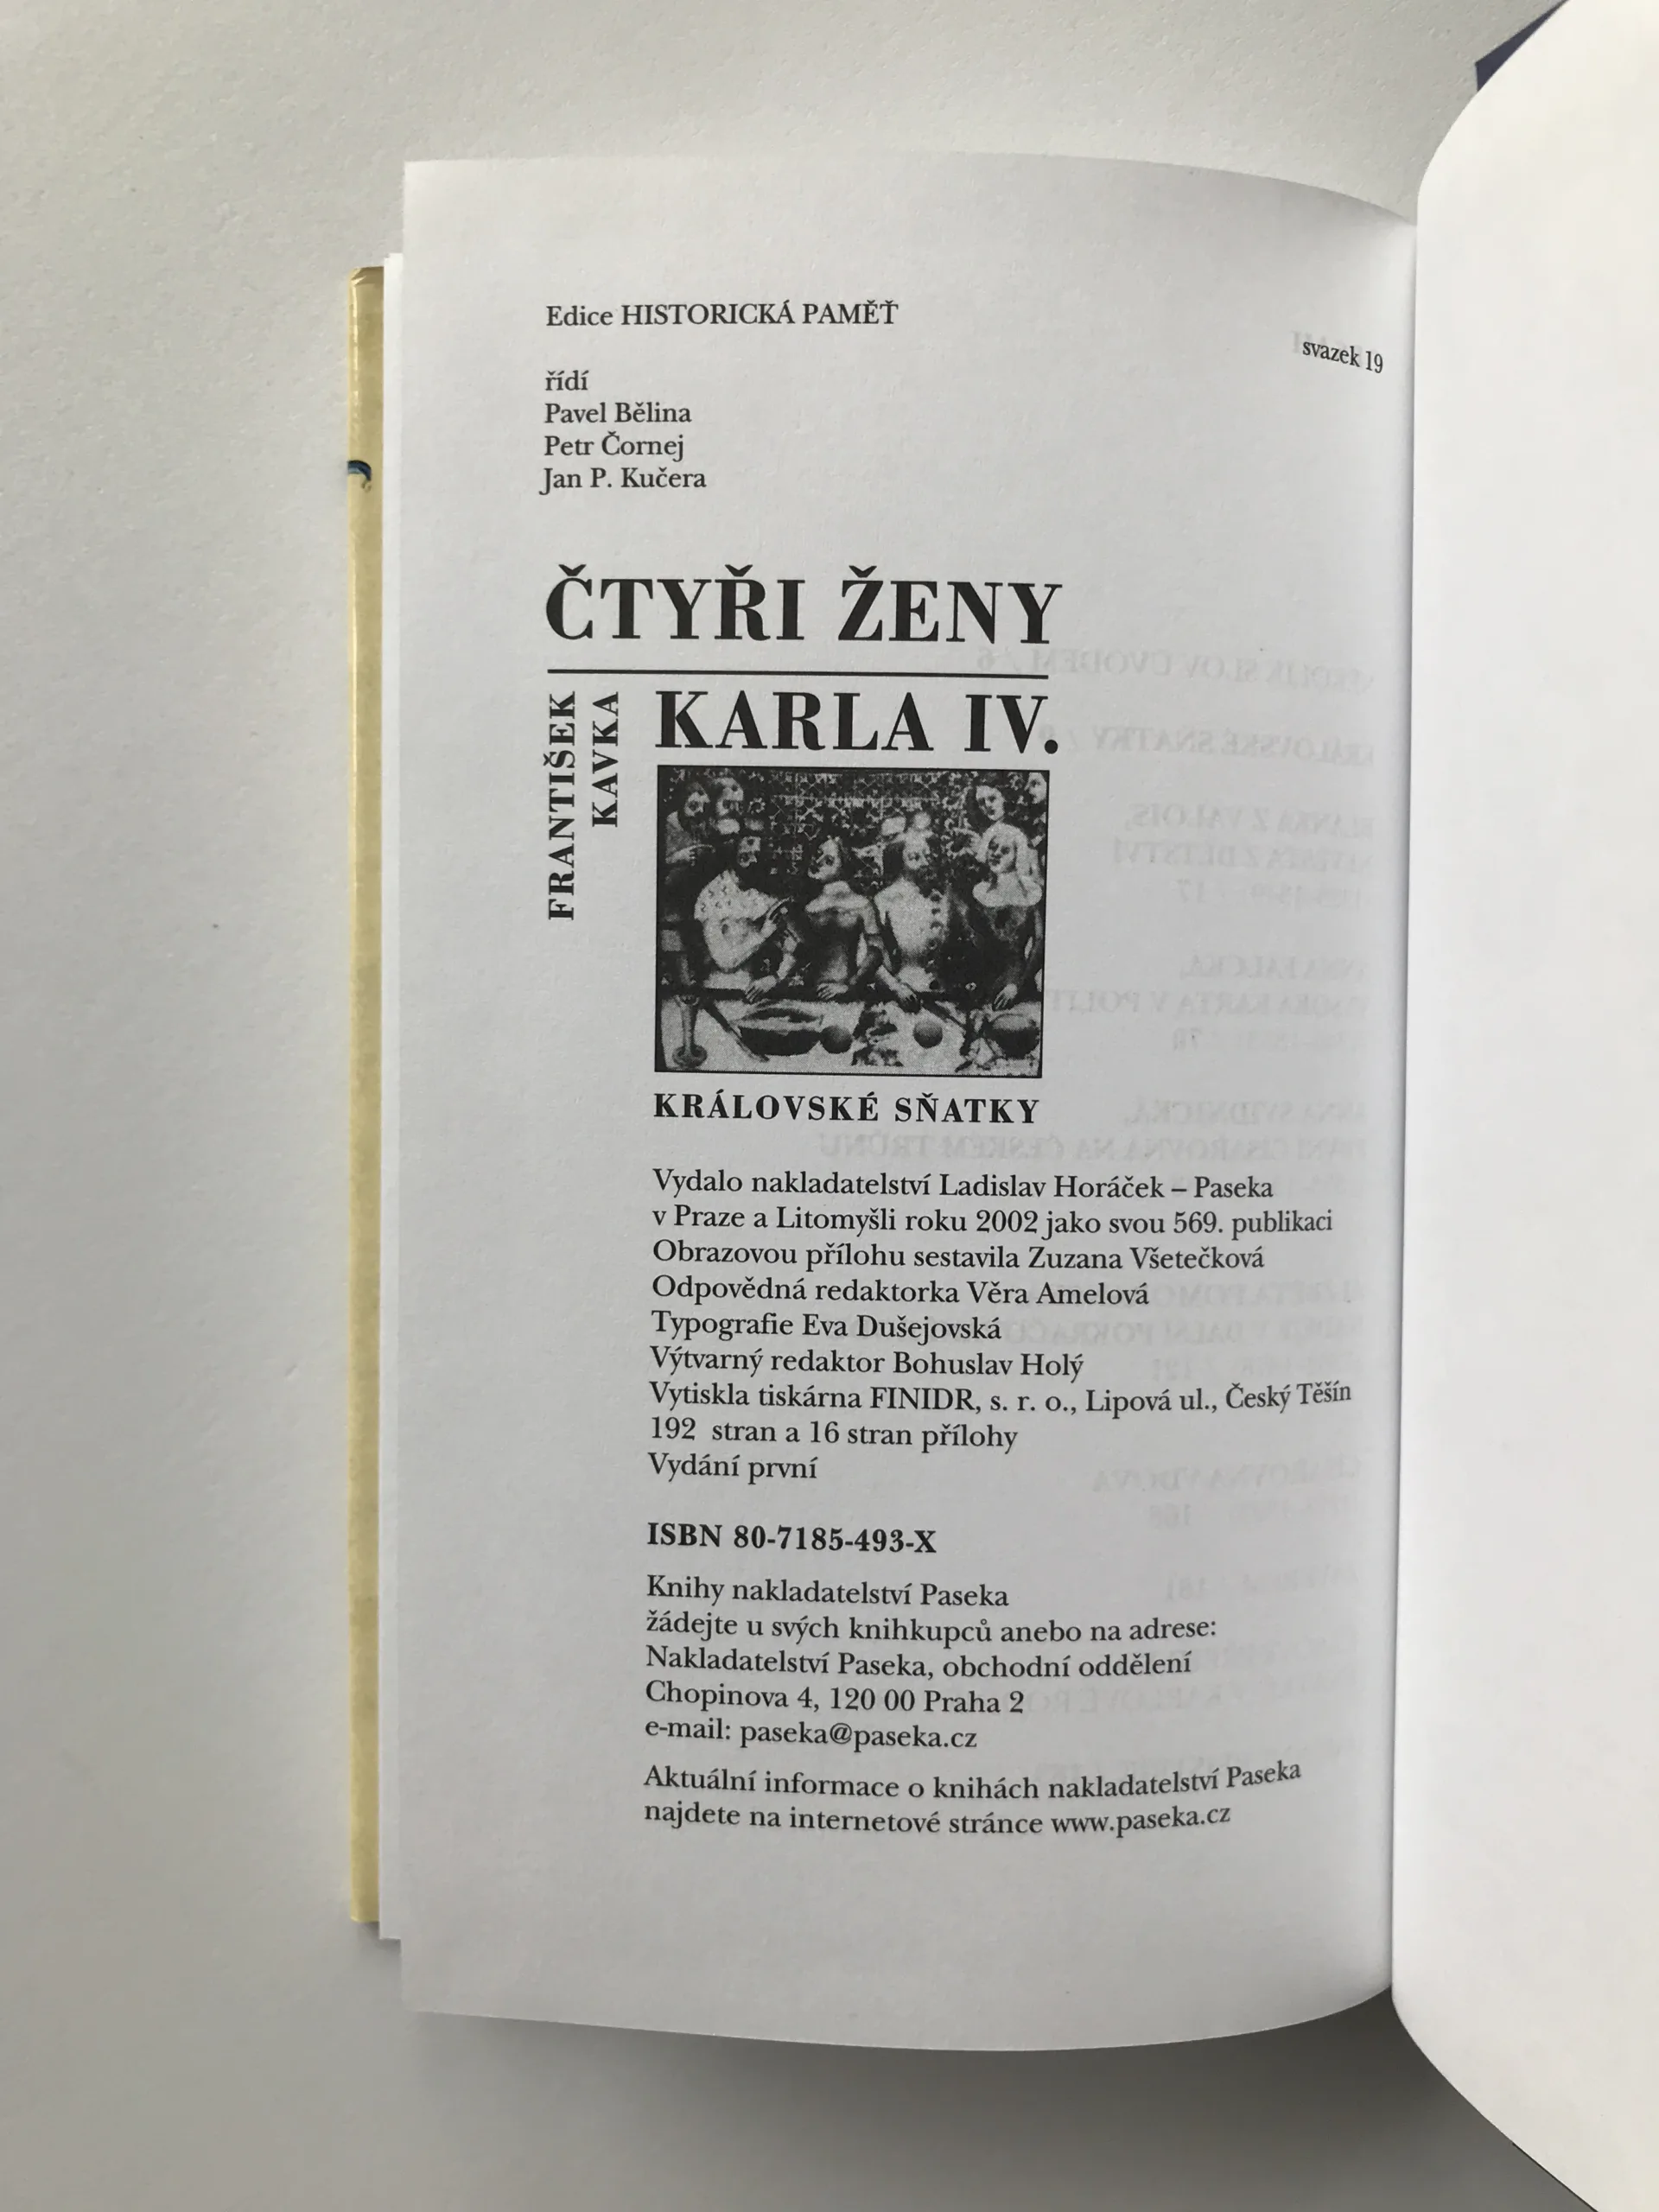 Edice HISTORICKÁ PAMĚŤ
svazek 19
řídí
Pavel Bělina
Petr Čornej
Jan P. Kučera
ČTYŘI ŽENY
KARLA IV.
FRANTIŠEK
KAVKA
KRÁLOVSKÉ SŇATKY
Vydalo nakladatelství Ladislav Horáček – Paseka
v Praze a Litomyšli roku 2002 jako svou 569. publikaci
Obrazovou přílohu sestavila Zuzana Všetečková
Odpovědná redaktorka Věra Amelová
Typografie Eva Dušejovská
Výtvarný redaktor Bohuslav Holý
Vytiskla tiskárna FINIDR, s. r. o., Lipová ul., Český Těšín
192 stran a 16 stran přílohy
Vydání první
ISBN 80-7185-493-X
Knihy nakladatelství Paseka
žádejte u svých knihkupců anebo na adrese:
Nakladatelství Paseka, obchodní oddělení
Chopinova 4, 120 00 Praha 2
e-mail: paseka@paseka.cz
Aktuální informace o knihách nakladatelství Paseka
najdete na internetové stránce www.paseka.cz